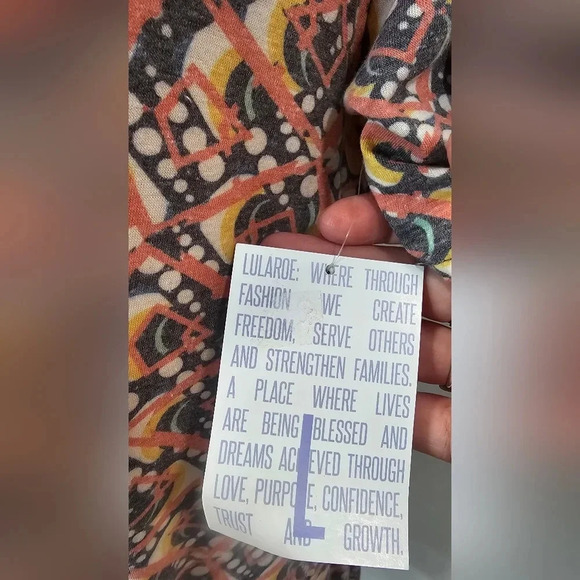 LULAROE: WHERE THROUGH
FASHION WE CREATE
FREEDOM, SERVE OTHERS
AND STRENGTHEN FAMILIES.
A PLACE WHERE LIVES
ARE BEING BLESSED AND
DREAMS ACHIEVED THROUGH
LOVE, PURPOSE, CONFIDENCE,
TRUST AND GROWTH.
L